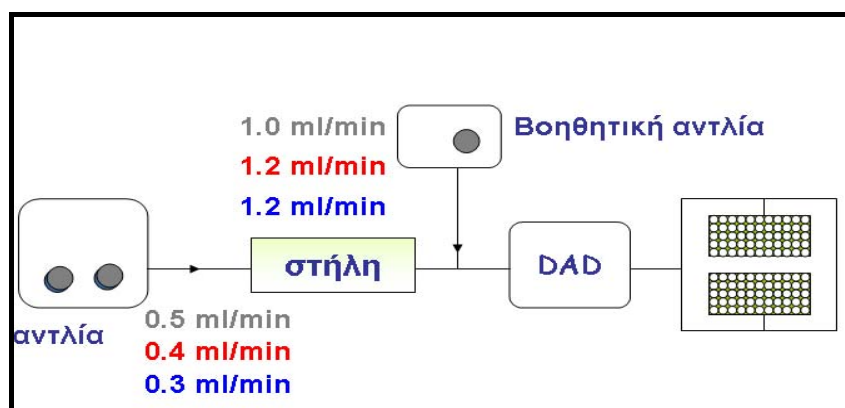 1.0 ml/min
1.2 ml/min
1.2 ml/min
Βοηθητική αντλία
στήλη
DAD
αντλία
0.5 ml/min
0.4 ml/min
0.3 ml/min